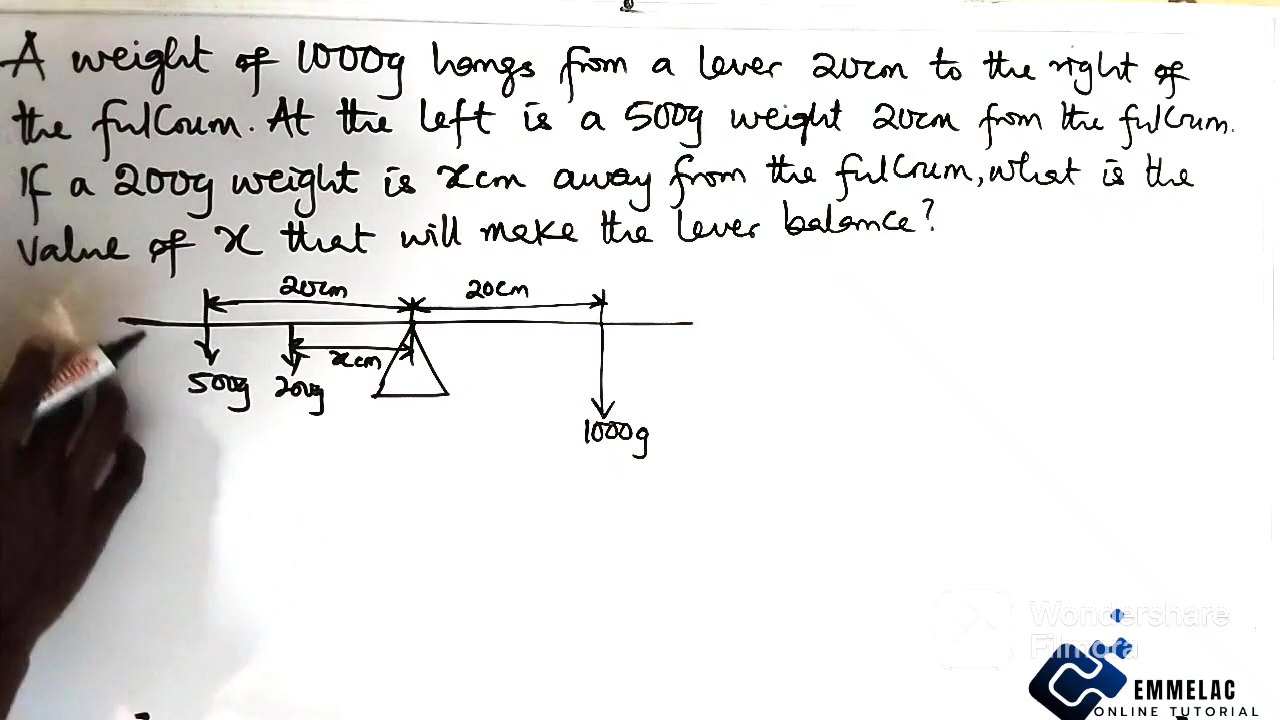 A weight of 1000g hangs from a lever 20cm to the right of
the fulcrum. At the left is a 500g weight 20cm from the fulcrum.
If a 200g weight is xcm away from the fulcrum, what is the
value of x that will make the lever balance?
20cm 20cm
xcm
500g 200g
1000g
Wondershare
Filmora
EMMELAC
ONLINE TUTORIAL